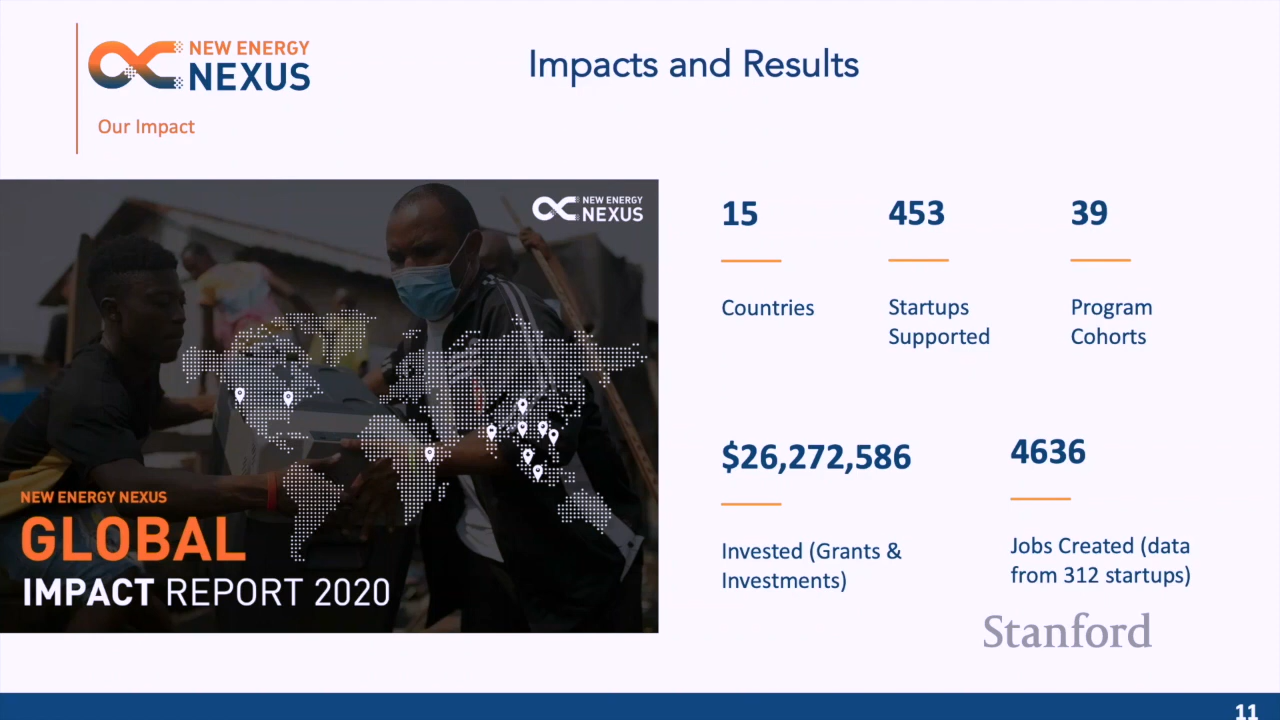 NEW ENERGY
NEXUS
Our Impact
Impacts and Results
NEW ENERGY
NEXUS
NEW ENERGY NEXUS
GLOBAL
IMPACT REPORT 2020
15
Countries
453
Startups
Supported
39
Program
Cohorts
$26,272,586
Invested (Grants &
Investments)
4636
Jobs Created (data
from 312 startups)
Stanford
11